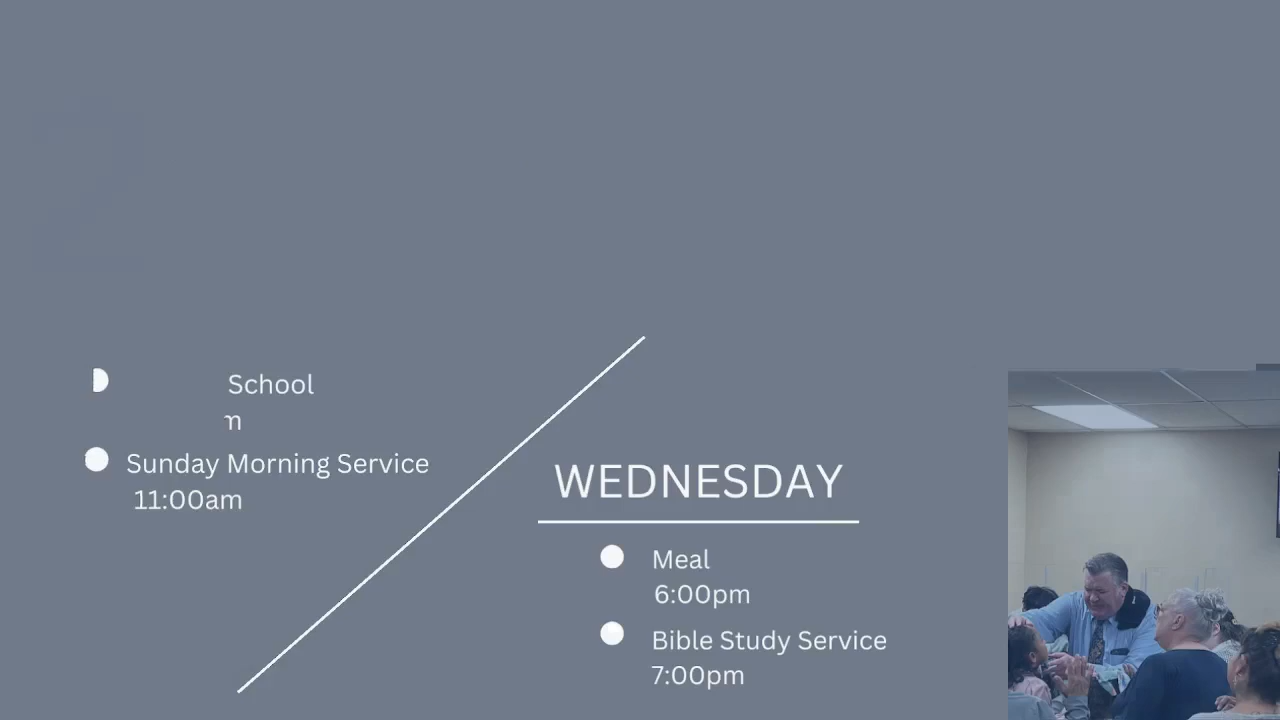 School
m
Sunday Morning Service
11:00am
WEDNESDAY
Meal
6:00pm
Bible Study Service
7:00pm